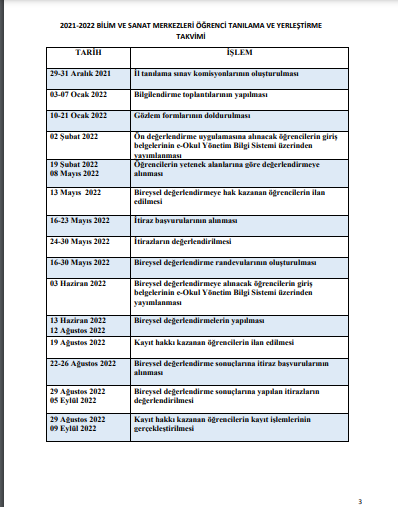 2021-2022 BİLİM VE SANAT MERKEZLERİ ÖĞRENCİ TANILAMA VE YERLEŞTİRME
TAKVİMİ
TARİH İŞLEM
29-31 Aralık 2021 İl tanılama sınav komisyonlarının oluşturulması
03-07 Ocak 2022 Bilgilendirme toplantılarının yapılması
10-21 Ocak 2022 Gözlem formlarının doldurulması
02 Şubat 2022 Ön değerlendirme uygulamasına alınacak öğrencilerin giriş
belgelerinin e-Okul Yönetim Bilgi Sistemi üzerinden
yayımlanması
19 Şubat 2022 Öğrencilerin yetenek alanlarına göre değerlendirmeye
08 Mayıs 2022 alınması
13 Mayıs 2022 Bireysel değerlendirmeye hak kazanan öğrencilerin ilan
edilmesi
16-23 Mayıs 2022 İtiraz başvurularının alınması
24-30 Mayıs 2022 İtirazların değerlendirilmesi
16-30 Mayıs 2022 Bireysel değerlendirme randevularının oluşturulması
03 Haziran 2022 Bireysel değerlendirmeye alınacak öğrencilerin giriş
belgelerinin e-Okul Yönetim Bilgi Sistemi üzerinden
yayımlanması
13 Haziran 2022 Bireysel değerlendirmelerin yapılması
12 Ağustos 2022
19 Ağustos 2022 Kayıt hakkı kazanan öğrencilerin ilan edilmesi
22-26 Ağustos 2022 Bireysel değerlendirme sonuçlarına itiraz başvurularının
alınması
29 Ağustos 2022 Bireysel değerlendirme sonuçlarına yapılan itirazların
05 Eylül 2022 değerlendirilmesi
29 Ağustos 2022 Kayıt hakkı kazanan öğrencilerin kayıt işlemlerinin
09 Eylül 2022 gerçekleştirilmesi
3